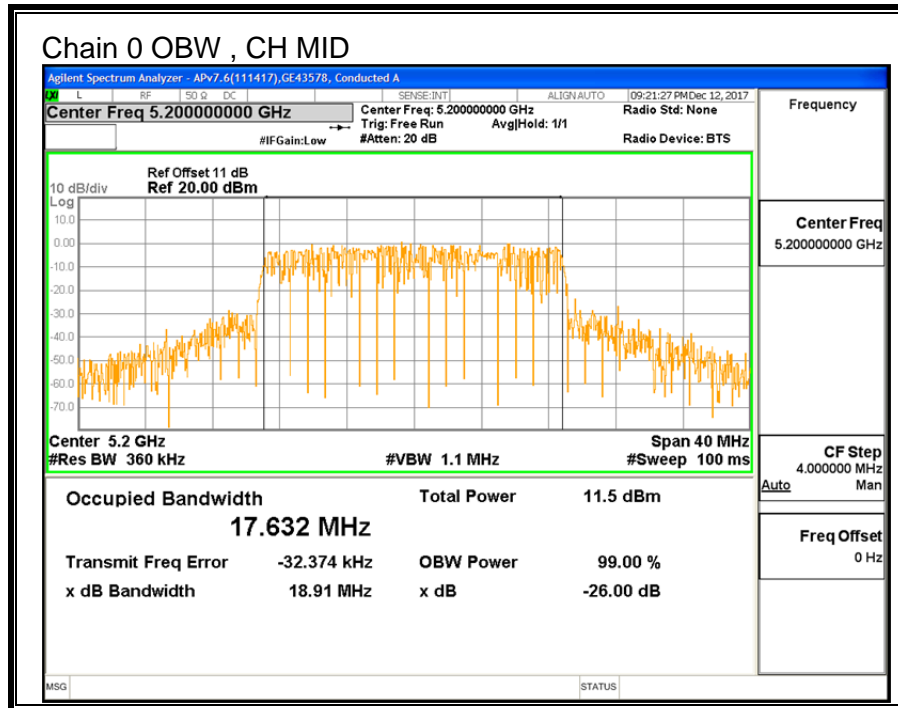 Chain 0 OBW , CH MID
Agilent Spectrum Analyzer - APv7.6(111417),GE43578, Conducted A
LXI L RF 50 Ω DC SENSE:INT ALIGN AUTO 09:21:27 PM Dec 12, 2017
Center Freq 5.200000000 GHz
Center Freq: 5.200000000 GHz
Radio Std: None
Trig: Free Run Avg|Hold: 1/1
#IFGain:Low #Atten: 20 dB Radio Device: BTS
Ref Offset 11 dB
10 dB/div Ref 20.00 dBm
Log
10.0
0.00
-10.0
-20.0
-30.0
-40.0
-50.0
-60.0
-70.0
Center 5.2 GHz Span 40 MHz
#Res BW 360 kHz #VBW 1.1 MHz #Sweep 100 ms
Occupied Bandwidth Total Power 11.5 dBm
17.632 MHz
Transmit Freq Error -32.374 kHz OBW Power 99.00 %
x dB Bandwidth 18.91 MHz x dB -26.00 dB
MSG STATUS
Frequency
Center Freq
5.200000000 GHz
CF Step
4.000000 MHz
Auto Man
Freq Offset
0 Hz